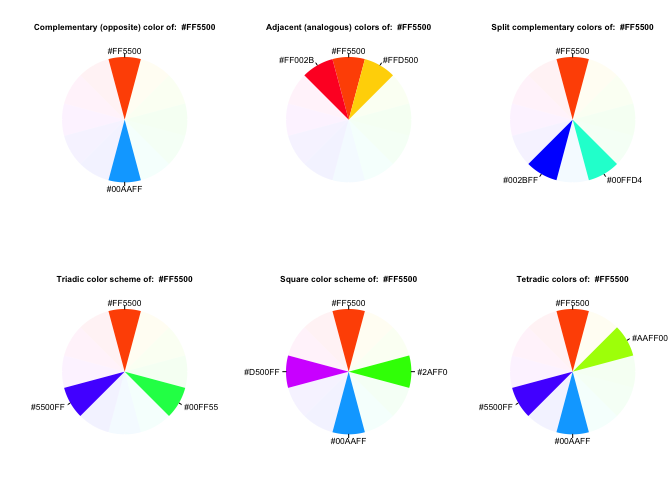 Complementary (opposite) color of: #FF5500
#FF5500
#00AAFF
Adjacent (analogous) colors of: #FF5500
#FF5500
#FF002B
#FFD500
Split complementary colors of: #FF5500
#FF5500
#002BFF
#00FFD4
Triadic color scheme of: #FF5500
#FF5500
#5500FF
#00FF55
Square color scheme of: #FF5500
#FF5500
#D500FF
#2AFF0
#00AAFF
Tetradic colors of: #FF5500
#FF5500
#AAFF00
#5500FF
#00AAFF